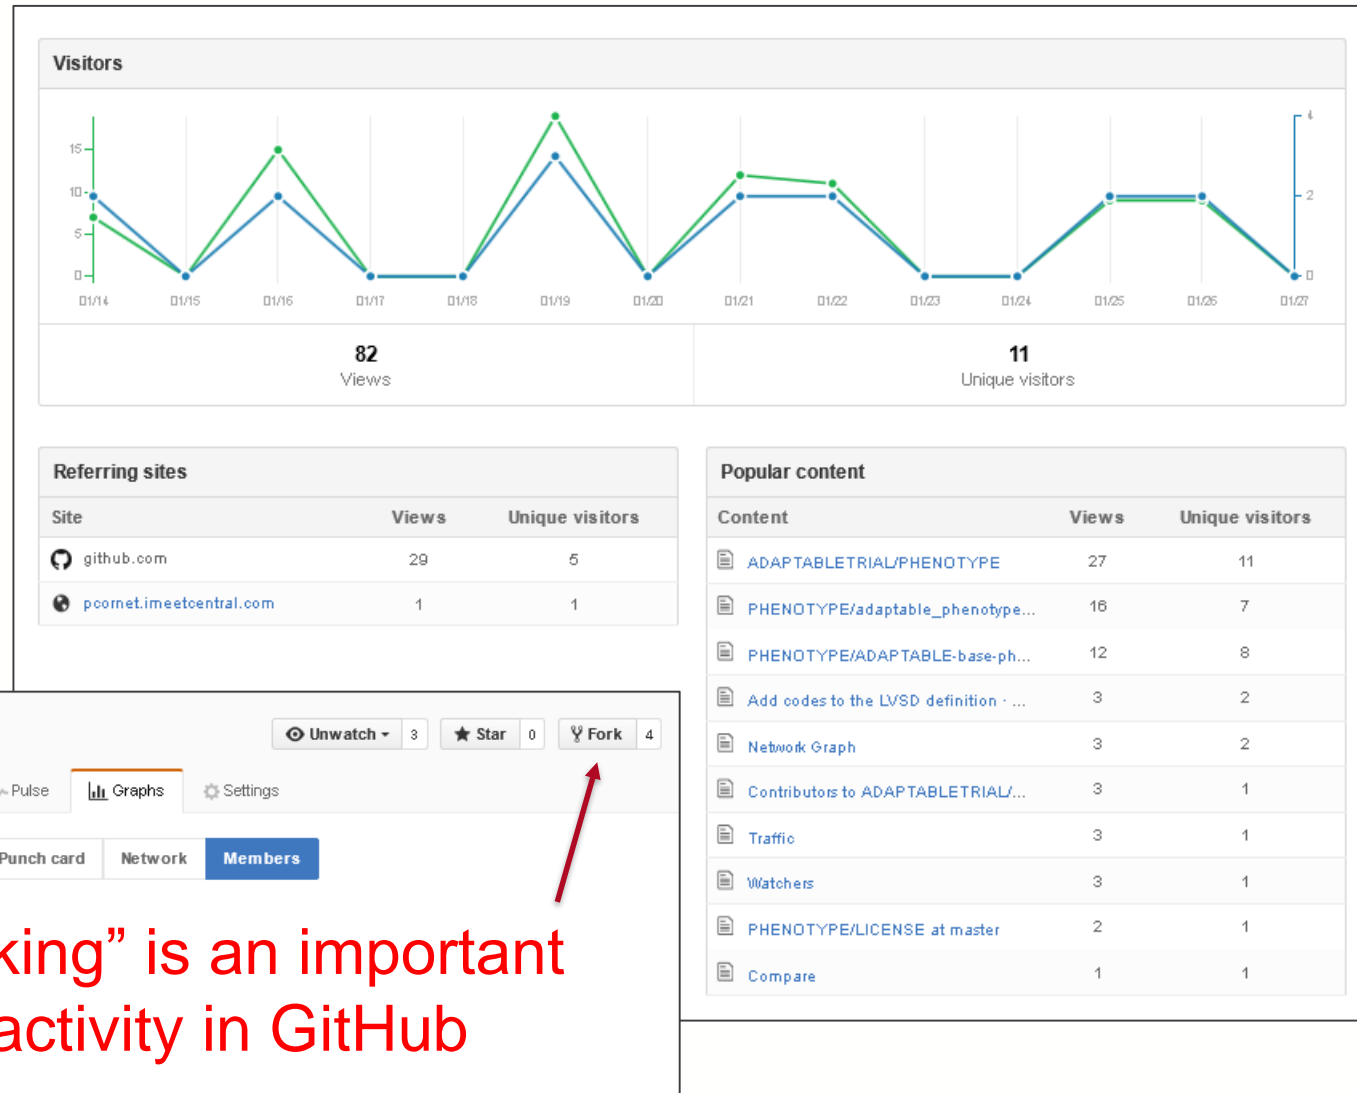 Visitors
15
10
5
0
4
2
0
01/14 01/15 01/16 01/17 01/18 01/19 01/20 01/21 01/22 01/23 01/24 01/25 01/26 01/27
82
Views
11
Unique visitors
Referring sites
Site Views Unique visitors
github.com 29 5
pcornet.imeetcentral.com 1 1
Popular content
Content Views Unique visitors
ADAPTABLETRIAL/PHENOTYPE 27 11
PHENOTYPE/adaptable_phenotype... 16 7
PHENOTYPE/ADAPTABLE-base-ph... 12 8
Add codes to the LVSD definition · ... 3 2
Network Graph 3 2
Contributors to ADAPTABLETRIAL/... 3 1
Traffic 3 1
Watchers 3 1
PHENOTYPE/LICENSE at master 2 1
Compare 1 1
Unwatch 3 Star 0 Fork 4
Pulse Graphs Settings
Punch card Network Members
king” is an important
activity in GitHub